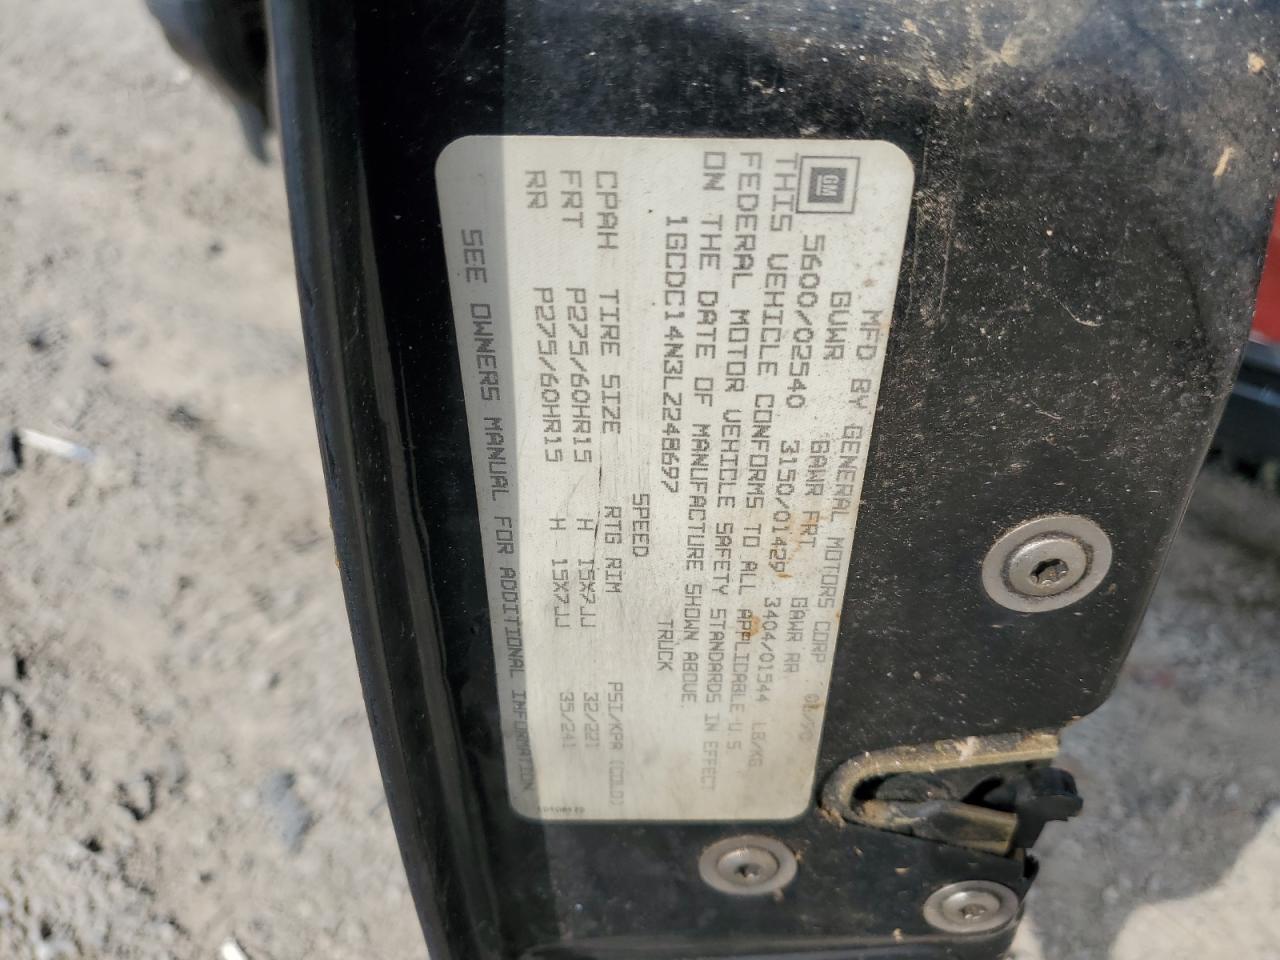 GM
MFD BY GENERAL MOTORS CORP
GVWR GAWR FRT GAWR RR
5600/02540 3150/01429 3404/01544 LB/KG
THIS VEHICLE CONFORMS TO ALL APPLICABLE U.S
FEDERAL MOTOR VEHICLE SAFETY STANDARDS IN EFFECT
ON THE DATE OF MANUFACTURE SHOWN ABOVE.
1GCDC14N3LZ248697 TRUCK
SPEED
CPAH TIRE SIZE RTG RIM PSI/KPA (COLD)
FRT P275/60HR15 H 15X7JJ 32/221
RR P275/60HR15 H 15X7JJ 35/241
SEE OWNERS MANUAL FOR ADDITIONAL INFORMATION